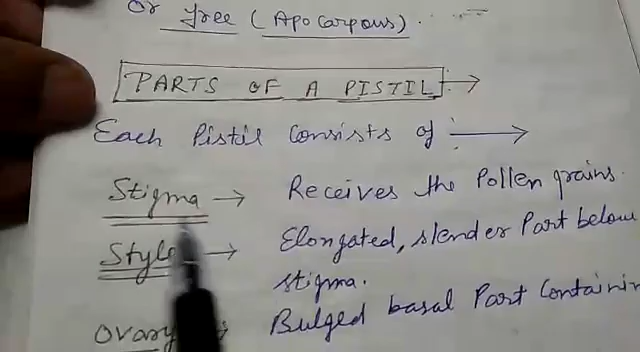 Or free (Apocarpous).
PARTS OF A PISTIL →
Each Pistil Consists of : →
Stigma → Receives the Pollen grains.
Style → Elongated, slender Part below
stigma.
Ovary → Bulged basal Part Containin